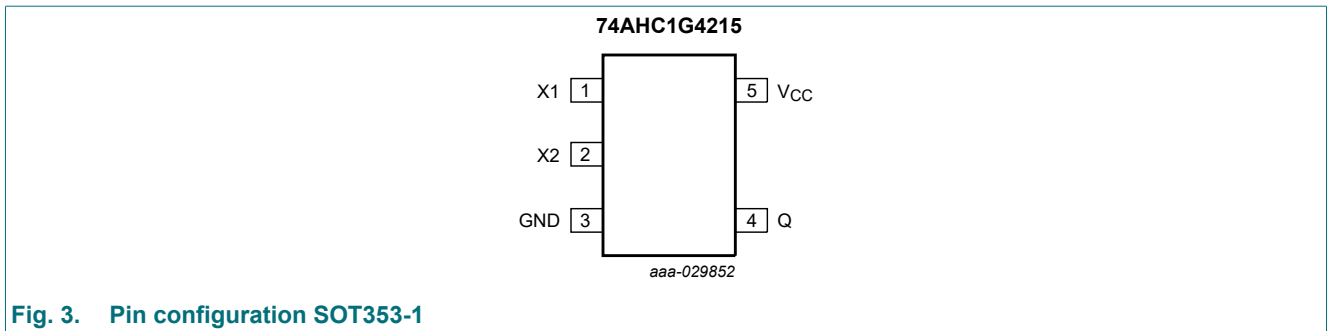 74AHC1G4215
X1 1
5 VCC
X2 2
GND 3
4 Q
aaa-029852
Fig. 3. Pin configuration SOT353-1